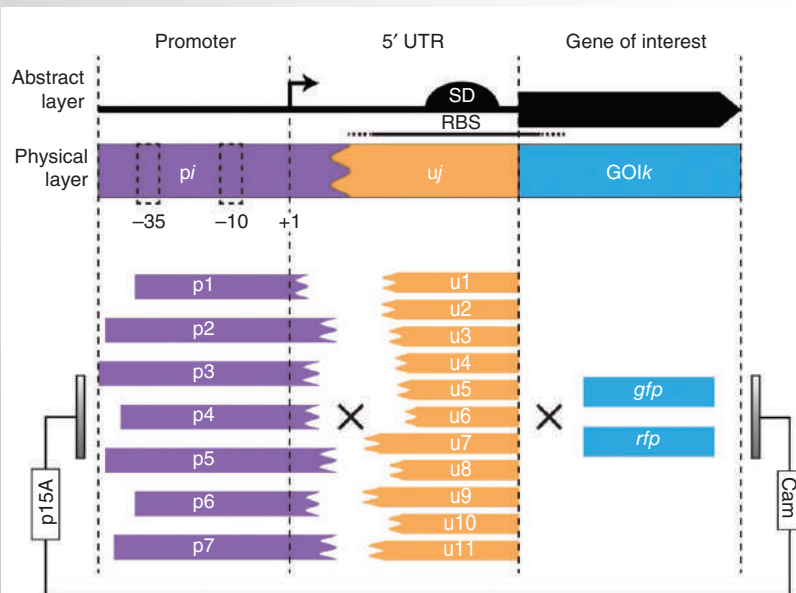 Promoter 5′ UTR Gene of interest
Abstract layer
SD
RBS
Physical layer
pi uj GOIk
–35 –10 +1
p1
p2
p3
p4
p5
p6
p7
×
u1
u2
u3
u4
u5
u6
u7
u8
u9
u10
u11
×
gfp
rfp
p15A
Cam